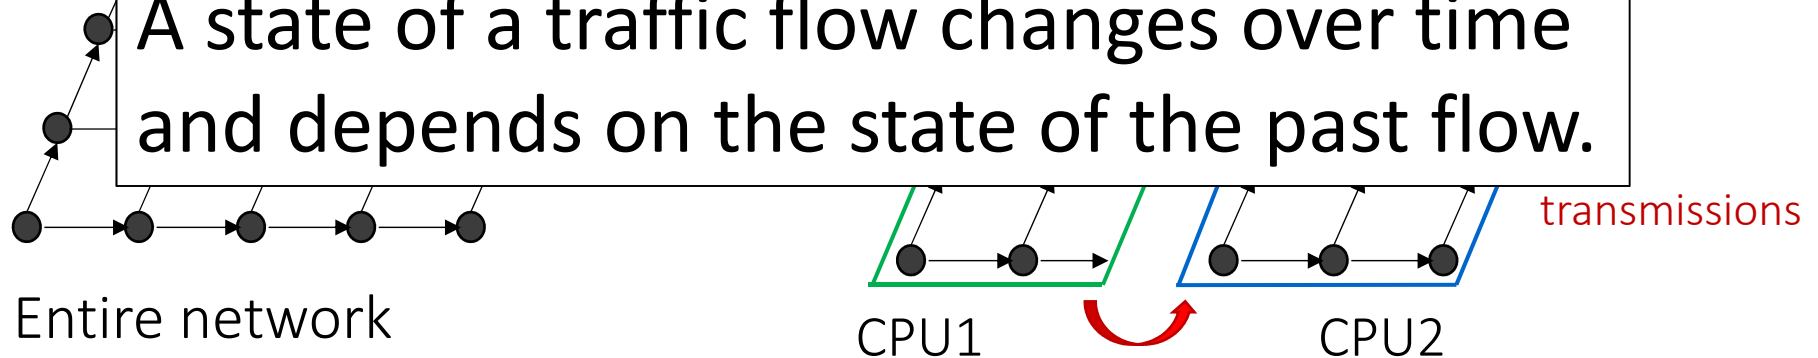 A state of a traffic flow changes over time
and depends on the state of the past flow.
transmissions
Entire network
CPU1
CPU2